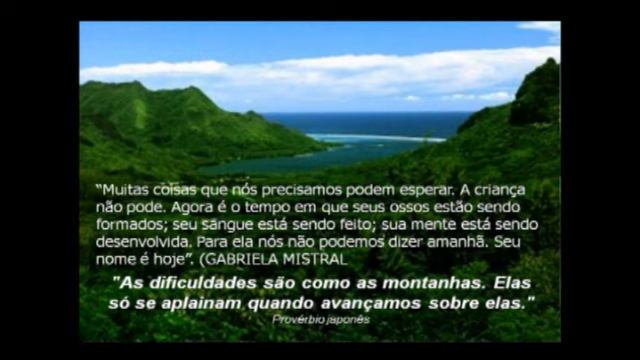 “Muitas coisas que nós precisamos podem esperar. A criança
não pode. Agora é o tempo em que seus ossos estão sendo
formados; seu sangue está sendo feito; sua mente está sendo
desenvolvida. Para ela nós não podemos dizer amanhã. Seu
nome é hoje”. (GABRIELA MISTRAL
"As dificuldades são como as montanhas. Elas
só se aplainam quando avançamos sobre elas."
Provérbio japonês